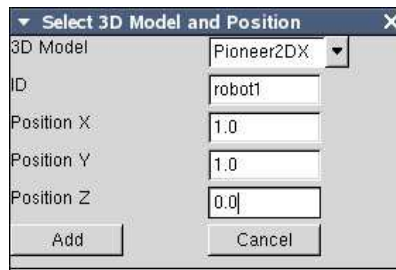 Select 3D Model and Position
3D Model Pioneer2DX
ID robot1
Position X 1.0
Position Y 1.0
Position Z 0.0
Add Cancel